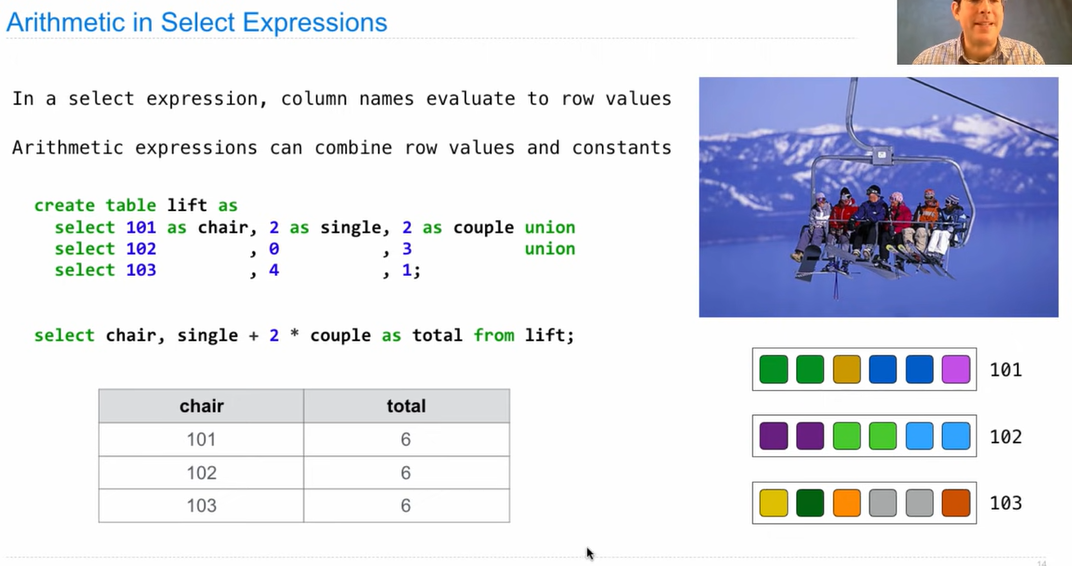 Arithmetic in Select Expressions
In a select expression, column names evaluate to row values
Arithmetic expressions can combine row values and constants
create table lift as
select 101 as chair, 2 as single, 2 as couple union
select 102 , 0 , 3 union
select 103 , 4 , 1;
select chair, single + 2 * couple as total from lift;
chair total
101 6
102 6
103 6
101
102
103
14